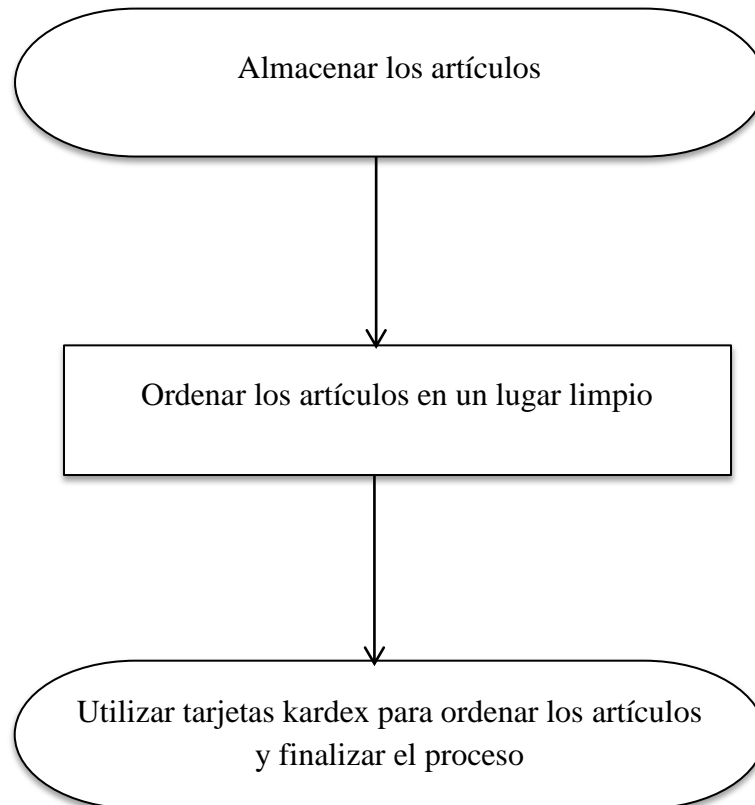 Almacenar los artículos
Ordenar los artículos en un lugar limpio
Utilizar tarjetas kardex para ordenar los artículos
y finalizar el proceso